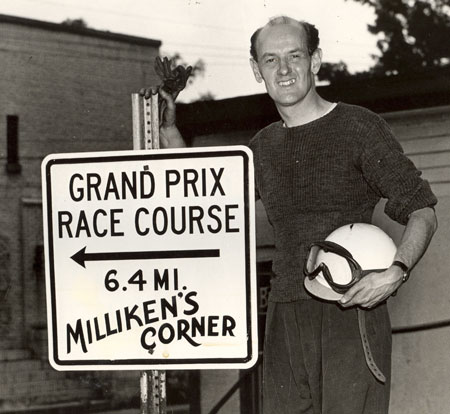 GRAND PRIX
RACE COURSE
6.4 MI.
MILLIKEN'S
CORNER